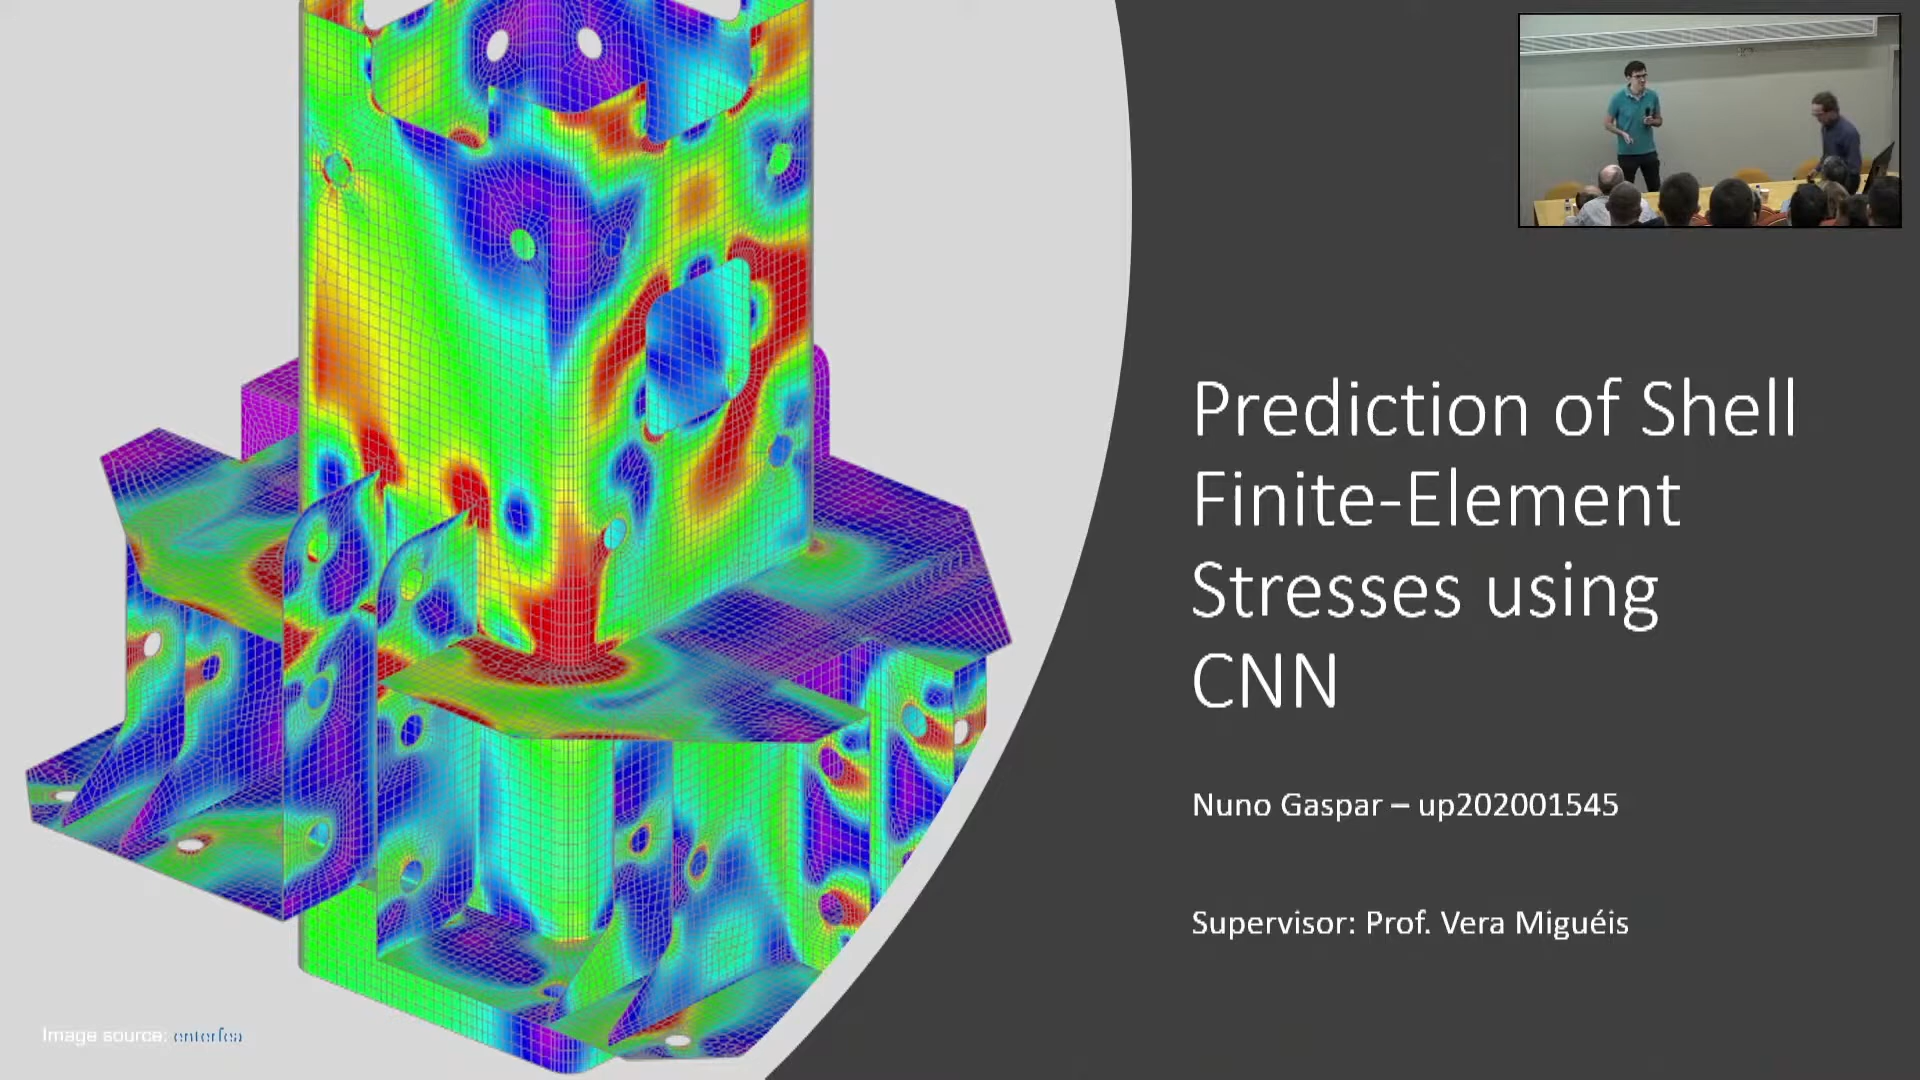 Prediction of Shell
Finite-Element
Stresses using
CNN
Nuno Gaspar – up202001545
Supervisor: Prof. Vera Miguéis
Image source: enterfea